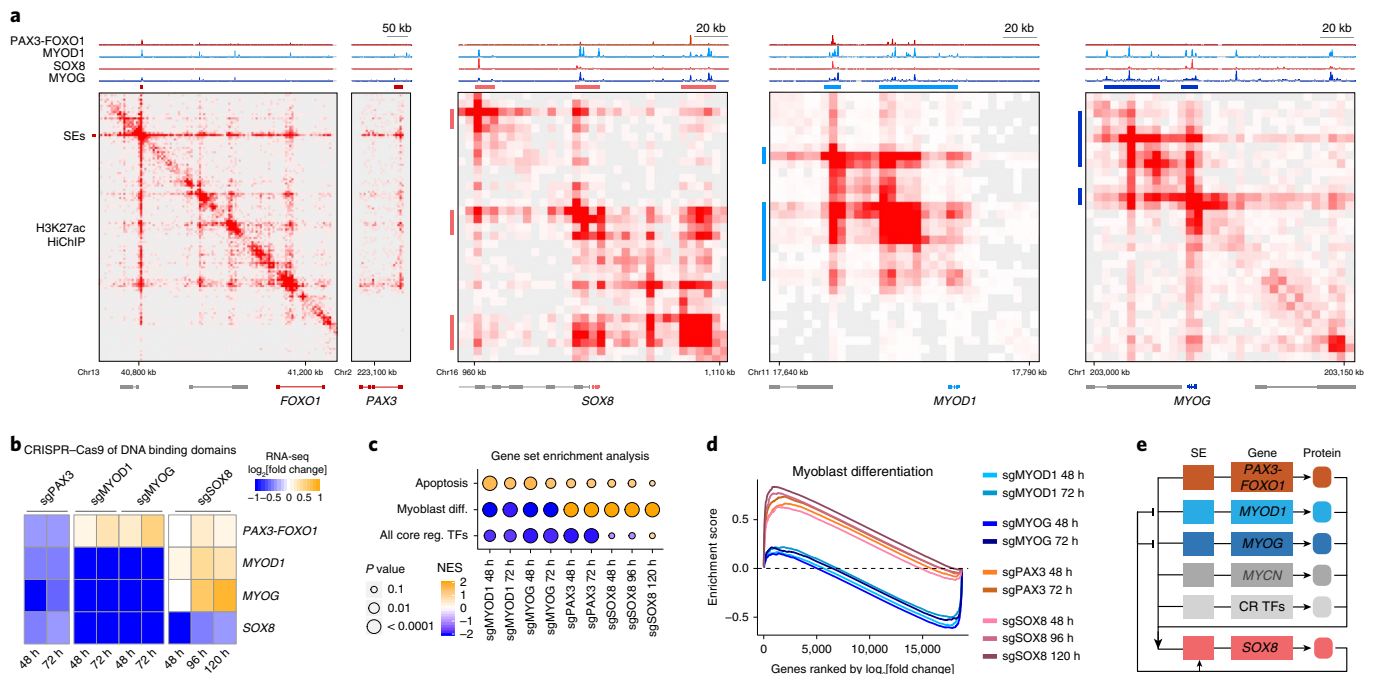 a
50 kb
20 kb
20 kb
20 kb
PAX3-FOXO1
MYOD1
SOX8
MYOG
SEs
H3K27ac
HiChIP
Chr13
40,800 kb
41,200 kb
Chr2 223,100 kb
Chr16 960 kb
1,110 kb
Chr11 17,640 kb
17,790 kb
Chr1 203,000 kb
203,150 kb
FOXO1
PAX3
SOX8
MYOD1
MYOG
b
CRISPR–Cas9 of DNA binding domains
RNA-seq
log2[fold change]
−1 −0.5 0 0.5 1
sgPAX3
sgMYOD1
sgMYOG
sgSOX8
PAX3-FOXO1
MYOD1
MYOG
SOX8
48 h
72 h
48 h
72 h
48 h
72 h
48 h
96 h
120 h
c
Gene set enrichment analysis
Apoptosis
Myoblast diff.
All core reg. TFs
P value
0.1
0.01
< 0.0001
NES
2
1
0
−1
−2
sgMYOD1 48 h
sgMYOD1 72 h
sgMYOG 48 h
sgMYOG 72 h
sgPAX3 48 h
sgPAX3 72 h
sgSOX8 48 h
sgSOX8 96 h
sgSOX8 120 h
d
Myoblast differentiation
Enrichment score
0.5
0.0
−0.5
0
5,000
10,000
15,000
Genes ranked by log2[fold change]
sgMYOD1 48 h
sgMYOD1 72 h
sgMYOG 48 h
sgMYOG 72 h
sgPAX3 48 h
sgPAX3 72 h
sgSOX8 48 h
sgSOX8 96 h
sgSOX8 120 h
e
SE
Gene
Protein
PAX3-
FOXO1
MYOD1
MYOG
MYCN
CR TFs
SOX8